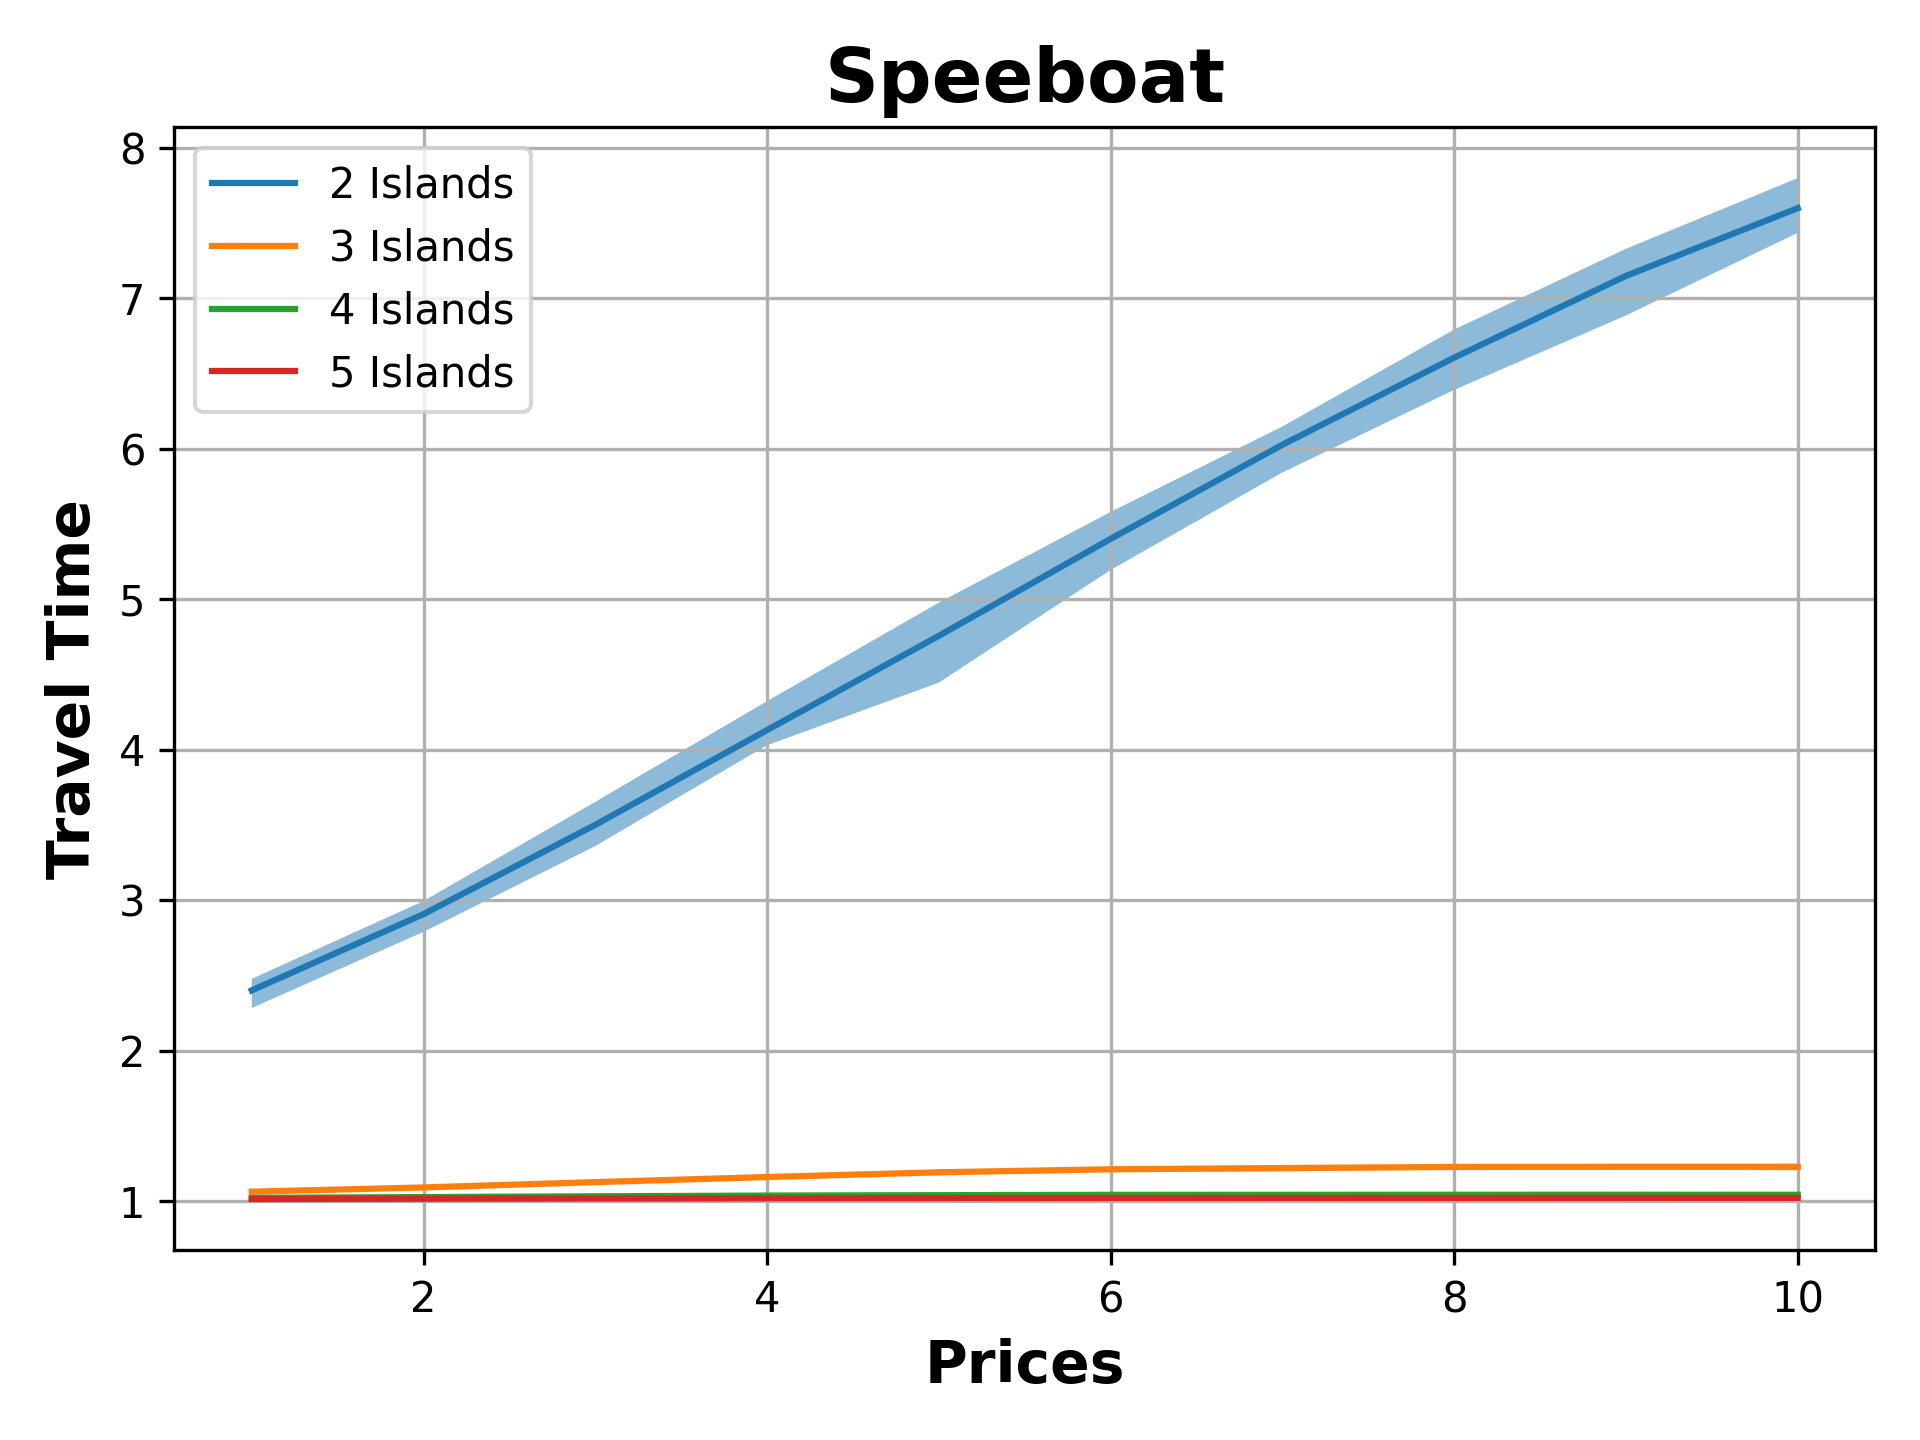 Speeboat
8
7
6
5
4
3
2
1
Travel Time
2 Islands
3 Islands
4 Islands
5 Islands
2 4 6 8 10
Prices